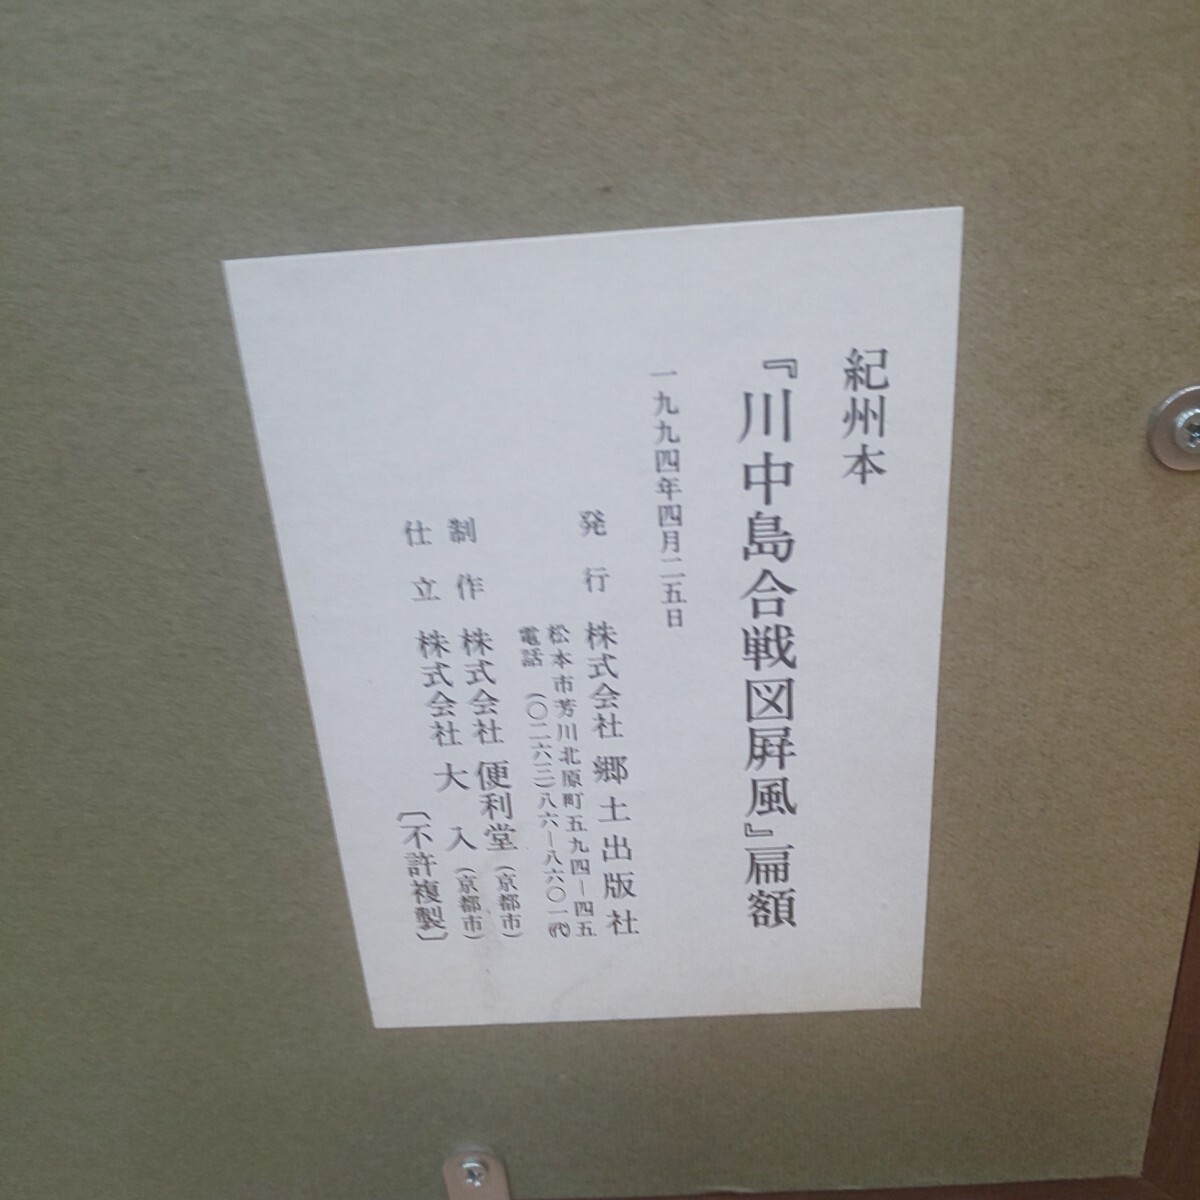 紀州本
『川中島合戦図屛風』扁額
一九九四年四月二五日
発行 株式会社 郷土出版社
松本市芳川北原町五九四－四五
電話 (〇二六三)八六－八六〇一(代)
制作 株式会社 便利堂(京都市)
仕立 株式会社 大入(京都市)
〔不許複製〕